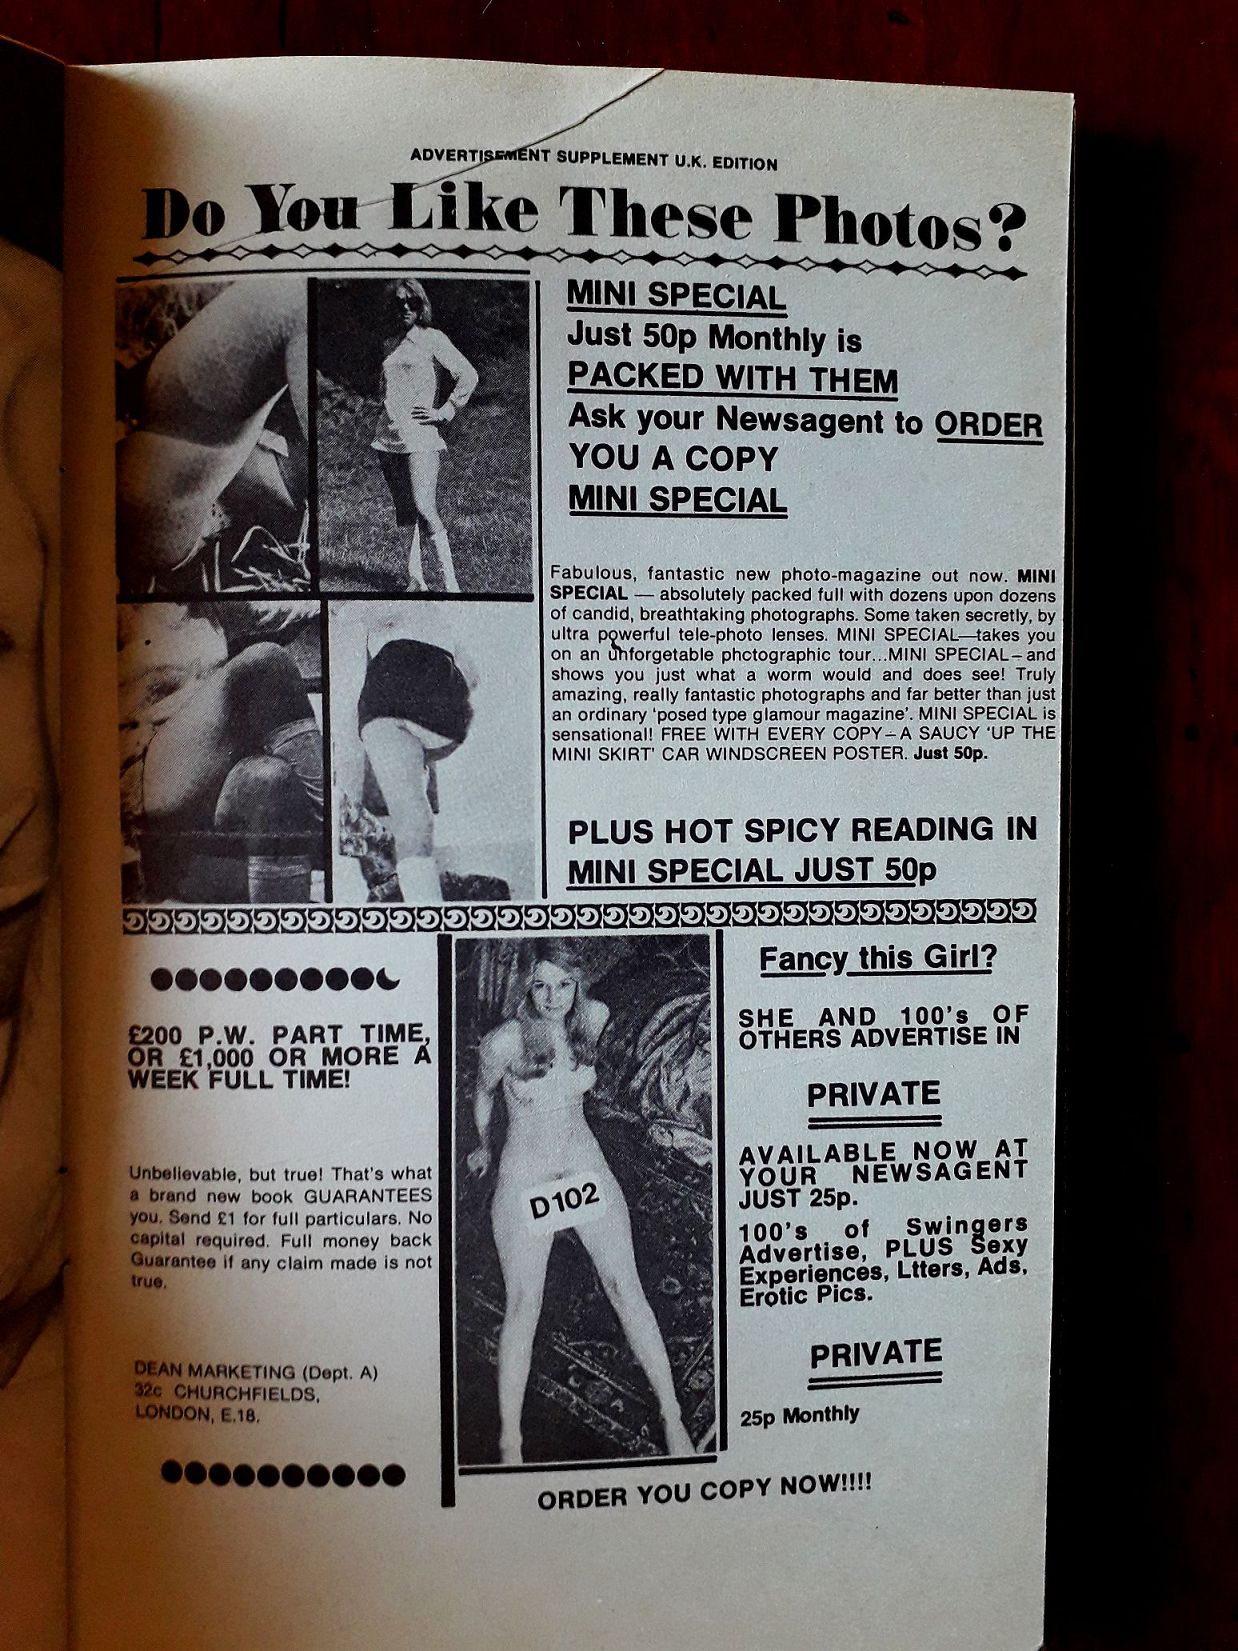 ADVERTISEMENT SUPPLEMENT U.K. EDITION
Do You Like These Photos?
MINI SPECIAL
Just 50p Monthly is
PACKED WITH THEM
Ask your Newsagent to ORDER
YOU A COPY
MINI SPECIAL
Fabulous, fantastic new photo-magazine out now. MINI
SPECIAL — absolutely packed full with dozens upon dozens
of candid, breathtaking photographs. Some taken secretly, by
ultra powerful tele-photo lenses. MINI SPECIAL—takes you
on an unforgetable photographic tour...MINI SPECIAL–and
shows you just what a worm would and does see! Truly
amazing, really fantastic photographs and far better than just
an ordinary 'posed type glamour magazine'. MINI SPECIAL is
sensational! FREE WITH EVERY COPY–A SAUCY 'UP THE
MINI SKIRT' CAR WINDSCREEN POSTER. Just 50p.
PLUS HOT SPICY READING IN
MINI SPECIAL JUST 50p
£200 P.W. PART TIME,
OR £1,000 OR MORE A
WEEK FULL TIME!
Unbelievable, but true! That's what
a brand new book GUARANTEES
you. Send £1 for full particulars. No
capital required. Full money back
Guarantee if any claim made is not
true.
DEAN MARKETING (Dept. A)
32c CHURCHFIELDS,
LONDON, E.18.
D102
Fancy this Girl?
SHE AND 100's OF
OTHERS ADVERTISE IN
PRIVATE
AVAILABLE NOW AT
YOUR NEWSAGENT
JUST 25p.
100's of Swingers
Advertise, PLUS Sexy
Experiences, Ltters, Ads,
Erotic Pics.
PRIVATE
25p Monthly
ORDER YOU COPY NOW!!!!